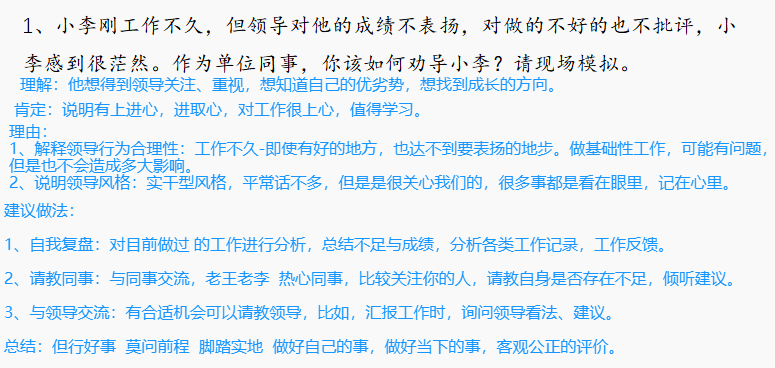 1、小李刚工作不久，但领导对他的成绩不表扬，对做的不好的也不批评，小
李感到很茫然。作为单位同事，你该如何劝导小李？请现场模拟。
理解：他想得到领导关注、重视，想知道自己的优劣势，想找到成长的方向。
肯定：说明有上进心，进取心，对工作很上心，值得学习。
理由：
1、解释领导行为合理性：工作不久-即使有好的地方，也达不到要表扬的地步。做基础性工作，可能有问题，
但是也不会造成多大影响。
2、说明领导风格：实干型风格，平常话不多，但是是很关心我们的，很多事都是看在眼里，记在心里。
建议做法：
1、自我复盘：对目前做过 的工作进行分析，总结不足与成绩，分析各类工作记录，工作反馈。
2、请教同事：与同事交流，老王老李 热心同事，比较关注你的人，请教自身是否存在不足，倾听建议。
3、与领导交流：有合适机会可以请教领导，比如，汇报工作时，询问领导看法、建议。
总结：但行好事 莫问前程 脚踏实地 做好自己的事，做好当下的事，客观公正的评价。